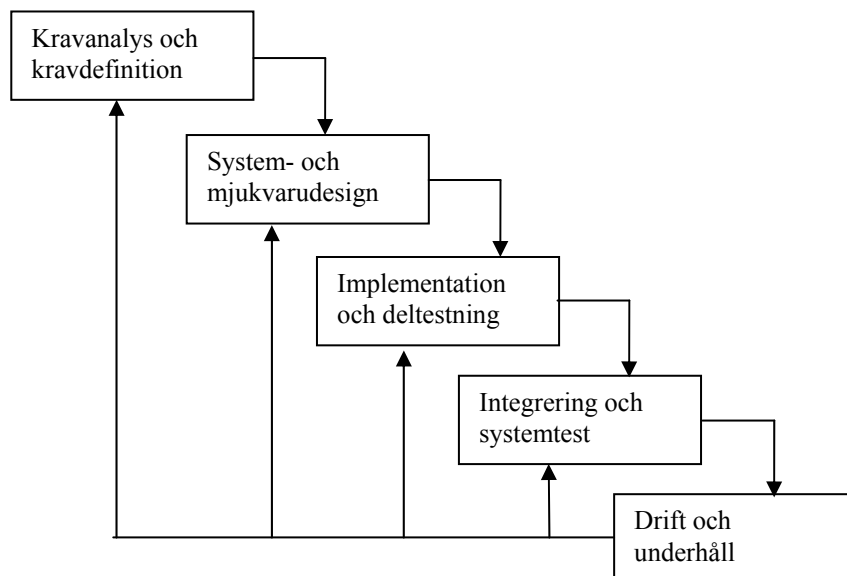 Kravanalys och
kravdefinition
System- och
mjukvarudesign
Implementation
och deltestning
Integrering och
systemtest
Drift och
underhåll